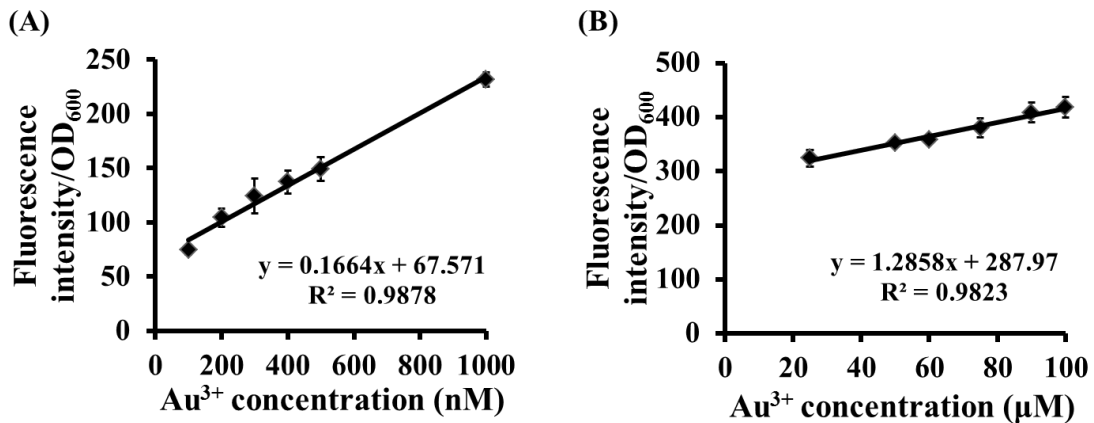 (A)
Fluorescence
intensity/OD600
250
200
150
100
50
0
y = 0.1664x + 67.571
R² = 0.9878
0 200 400 600 800 1000
Au³⁺ concentration (nM)
(B)
Fluorescence
intensity/OD600
500
400
300
200
100
0
y = 1.2858x + 287.97
R² = 0.9823
0 20 40 60 80 100
Au³⁺ concentration (µM)